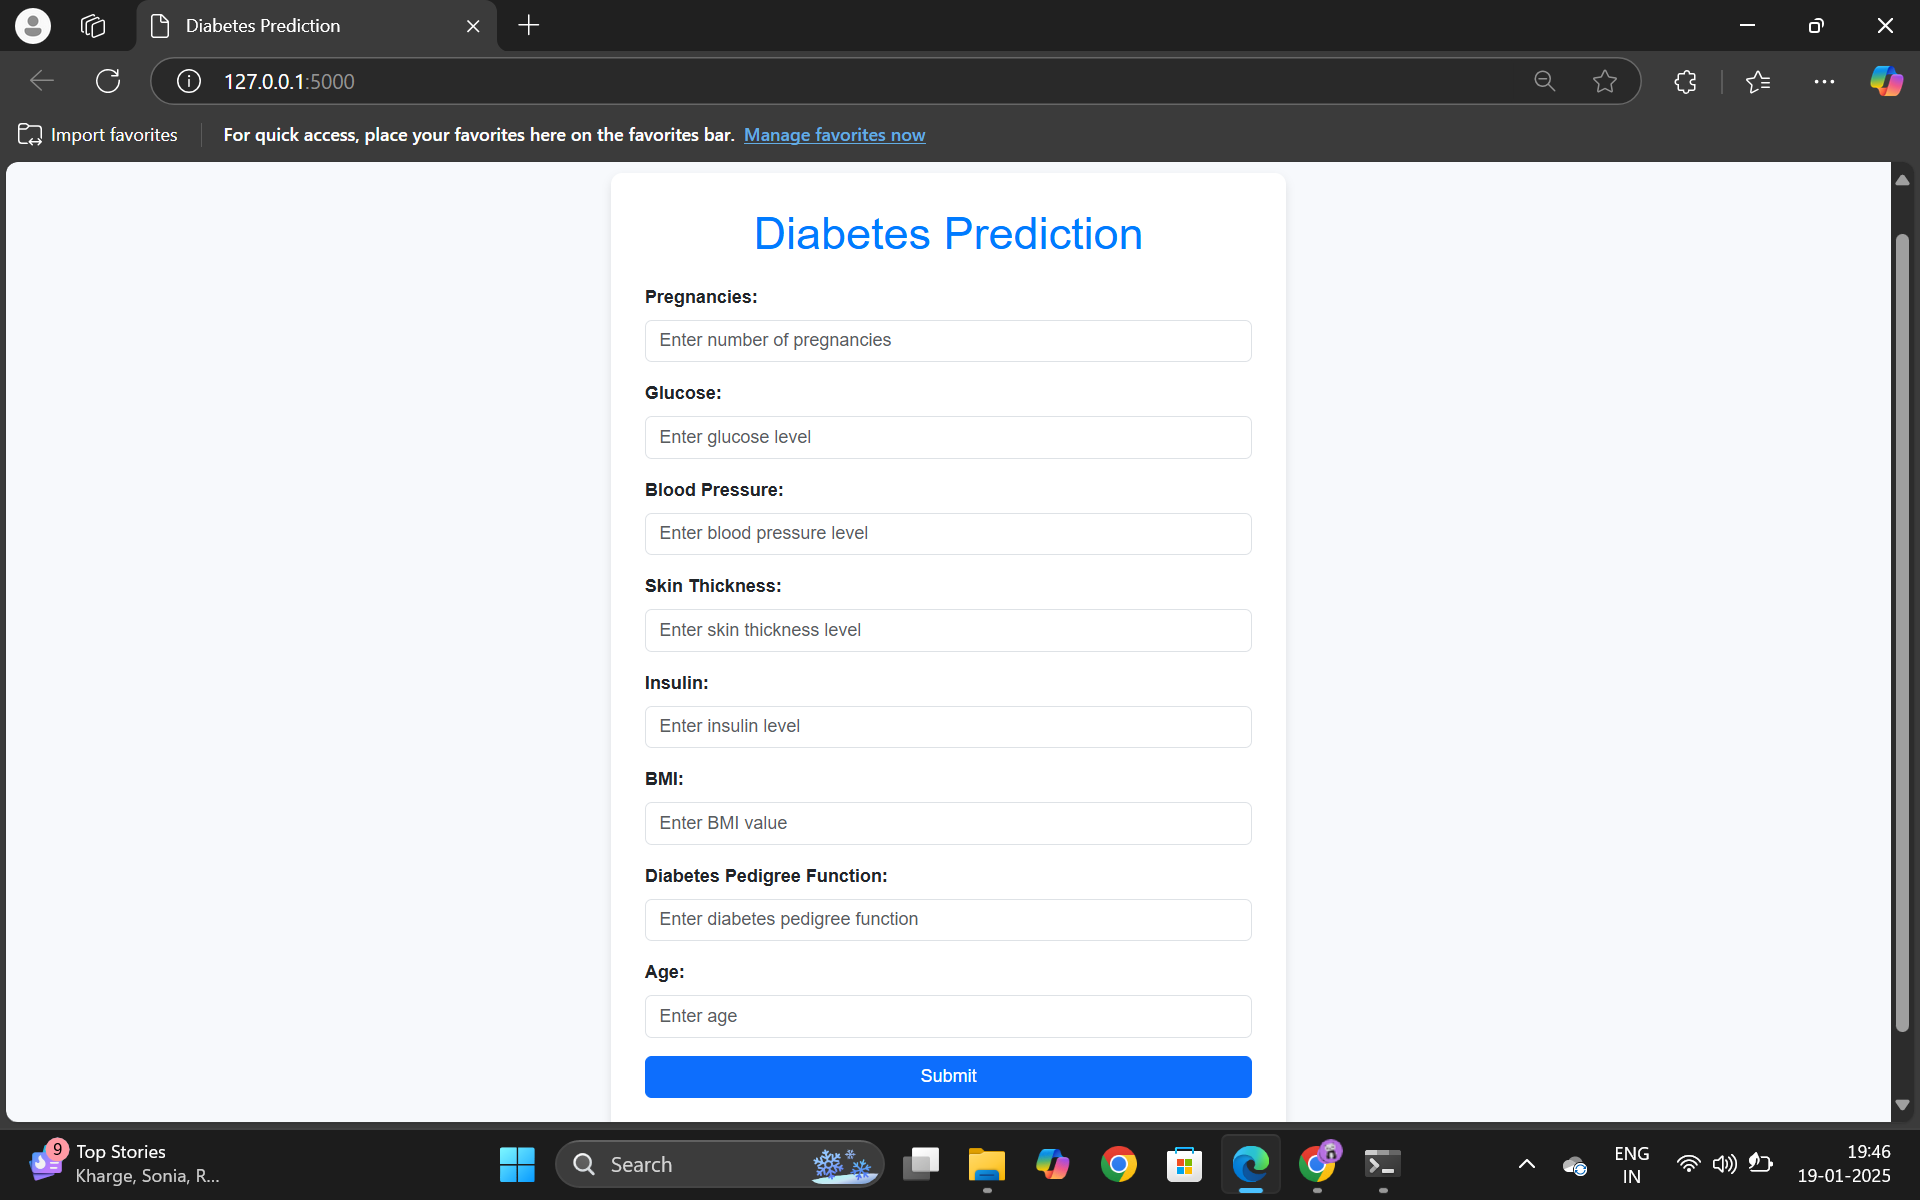 Diabetes Prediction
127.0.0.1:5000
Import favorites
For quick access, place your favorites here on the favorites bar. Manage favorites now
Diabetes Prediction
Pregnancies:
Enter number of pregnancies
Glucose:
Enter glucose level
Blood Pressure:
Enter blood pressure level
Skin Thickness:
Enter skin thickness level
Insulin:
Enter insulin level
BMI:
Enter BMI value
Diabetes Pedigree Function:
Enter diabetes pedigree function
Age:
Enter age
Submit
9
Top Stories
Kharge, Sonia, R...
Search
ENG
IN
19:46
19-01-2025